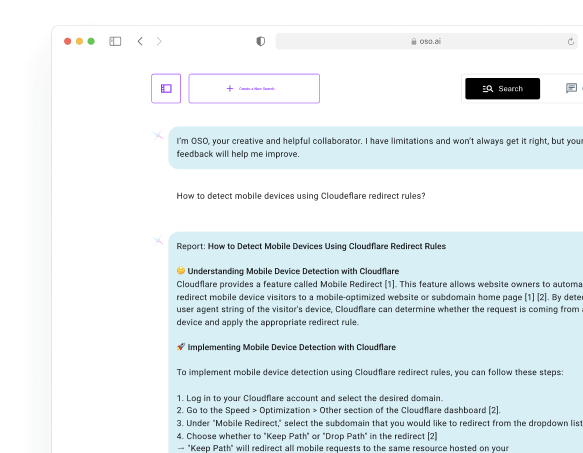 oso.ai
Create a New Search
Search
I'm OSO, your creative and helpful collaborator. I have limitations and won't always get it right, but your
feedback will help me improve.
How to detect mobile devices using Cloudeflare redirect rules?
Report: How to Detect Mobile Devices Using Cloudflare Redirect Rules
🤔 Understanding Mobile Device Detection with Cloudflare
Cloudflare provides a feature called Mobile Redirect [1]. This feature allows website owners to automa
redirect mobile device visitors to a mobile-optimized website or subdomain home page [1] [2]. By dete
user agent string of the visitor's device, Cloudflare can determine whether the request is coming from a
device and apply the appropriate redirect rule.
🚀 Implementing Mobile Device Detection with Cloudflare
To implement mobile device detection using Cloudflare redirect rules, you can follow these steps:
1. Log in to your Cloudflare account and select the desired domain.
2. Go to the Speed > Optimization > Other section of the Cloudflare dashboard [2].
3. Under "Mobile Redirect," select the subdomain that you would like to redirect from the dropdown list
4. Choose whether to "Keep Path" or "Drop Path" in the redirect [2]
→ "Keep Path" will redirect all mobile requests to the same resource hosted on your